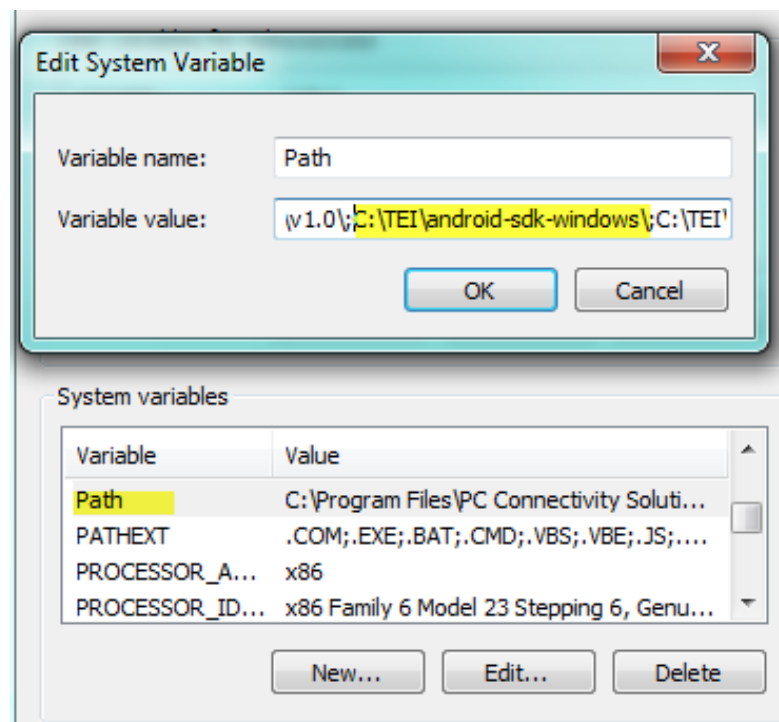 Edit System Variable
Variable name: Path
Variable value: \v1.0\;C:\TEI\android-sdk-windows\;C:\TEI\
OK Cancel
System variables
Variable Value
Path C:\Program Files\PC Connectivity Soluti...
PATHEXT .COM;.EXE;.BAT;.CMD;.VBS;.VBE;.JS;....
PROCESSOR_A... x86
PROCESSOR_ID... x86 Family 6 Model 23 Stepping 6, Genu...
New... Edit... Delete